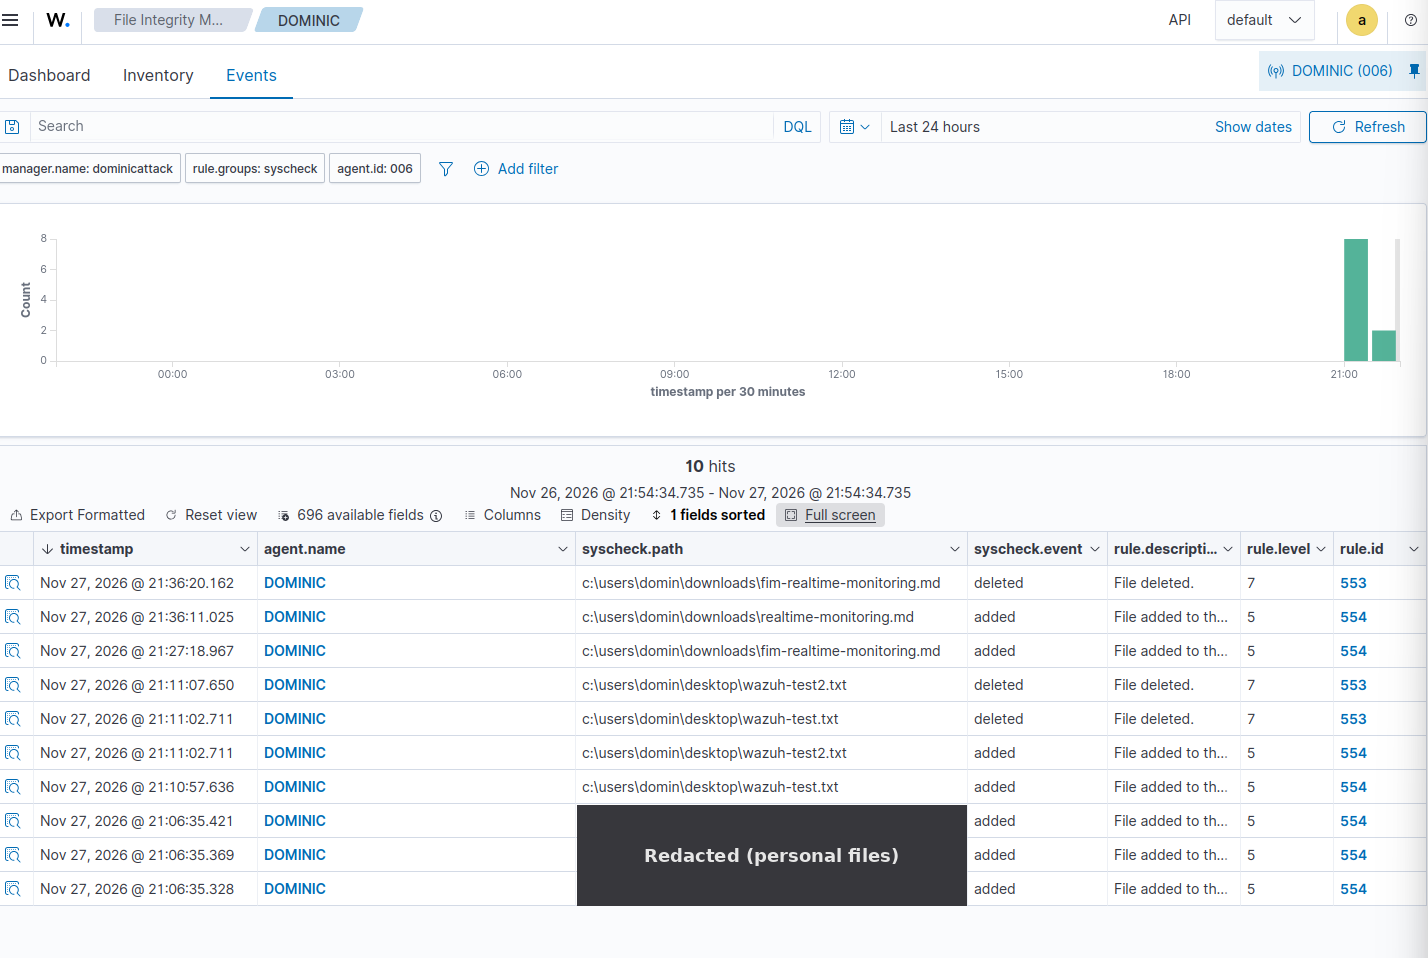 W. File Integrity M... DOMINIC API default a
Dashboard Inventory Events DOMINIC (006)
Search DQL Last 24 hours Show dates Refresh
manager.name: dominicattack rule.groups: syscheck agent.id: 006 Add filter
8
6
4
2
0
Count
00:00 03:00 06:00 09:00 12:00 15:00 18:00 21:00
timestamp per 30 minutes
10 hits
Nov 26, 2026 @ 21:54:34.735 - Nov 27, 2026 @ 21:54:34.735
Export Formatted Reset view 696 available fields Columns Density 1 fields sorted Full screen
timestamp agent.name syscheck.path syscheck.event rule.descripti... rule.level rule.id
Nov 27, 2026 @ 21:36:20.162 DOMINIC c:\users\domin\downloads\fim-realtime-monitoring.md deleted File deleted. 7 553
Nov 27, 2026 @ 21:36:11.025 DOMINIC c:\users\domin\downloads\realtime-monitoring.md added File added to th... 5 554
Nov 27, 2026 @ 21:27:18.967 DOMINIC c:\users\domin\downloads\fim-realtime-monitoring.md added File added to th... 5 554
Nov 27, 2026 @ 21:11:07.650 DOMINIC c:\users\domin\desktop\wazuh-test2.txt deleted File deleted. 7 553
Nov 27, 2026 @ 21:11:02.711 DOMINIC c:\users\domin\desktop\wazuh-test.txt deleted File deleted. 7 553
Nov 27, 2026 @ 21:11:02.711 DOMINIC c:\users\domin\desktop\wazuh-test2.txt added File added to th... 5 554
Nov 27, 2026 @ 21:10:57.636 DOMINIC c:\users\domin\desktop\wazuh-test.txt added File added to th... 5 554
Nov 27, 2026 @ 21:06:35.421 DOMINIC added File added to th... 5 554
Nov 27, 2026 @ 21:06:35.369 DOMINIC Redacted (personal files) added File added to th... 5 554
Nov 27, 2026 @ 21:06:35.328 DOMINIC added File added to th... 5 554